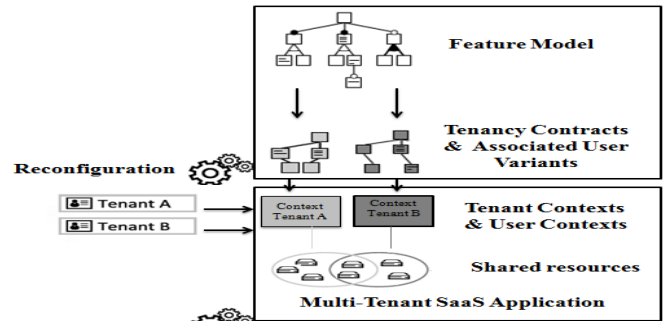 Feature Model
Tenancy Contracts
& Associated User
Variants
Reconfiguration
Tenant A
Tenant B
Context
Tenant A
Context
Tenant B
Tenant Contexts
& User Contexts
Shared resources
Multi-Tenant SaaS Application